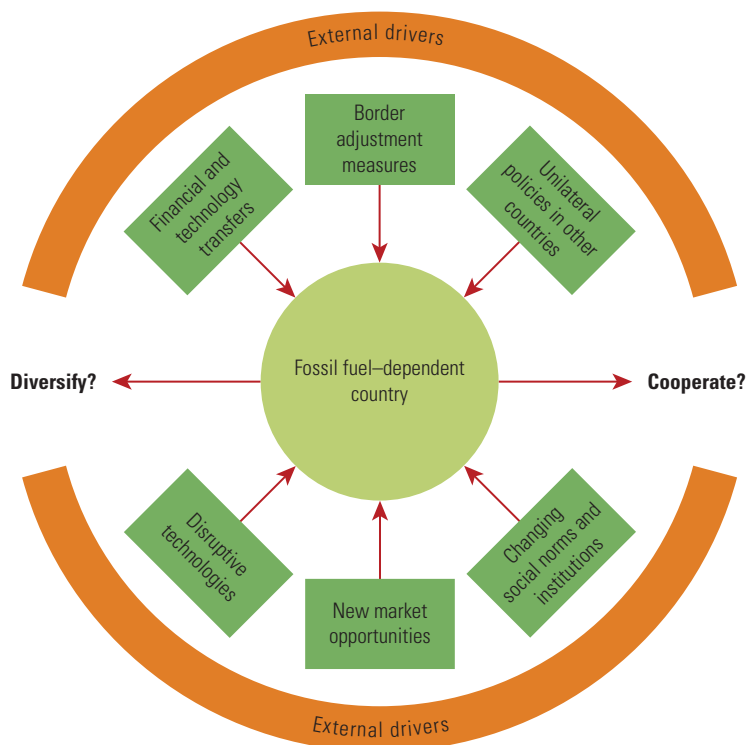 External drivers
Border
adjustment
measures
Financial and
technology
transfers
Unilateral
policies in other
countries
Diversify?
Fossil fuel–dependent
country
Cooperate?
Disruptive
technologies
New market
opportunities
Changing
social norms and
institutions
External drivers